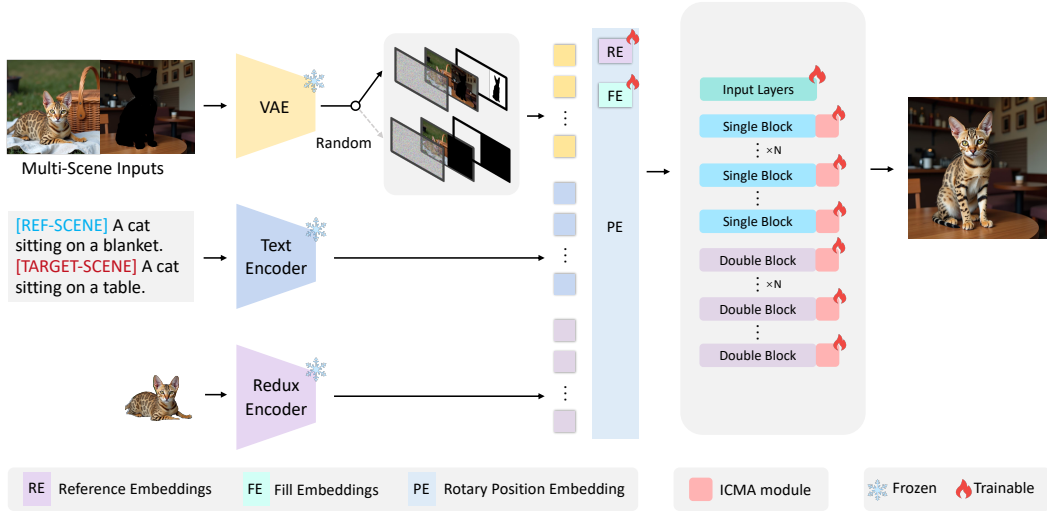 Multi-Scene Inputs
VAE
Random
[REF-SCENE] A cat
sitting on a blanket.
[TARGET-SCENE] A cat
sitting on a table.
Text
Encoder
Redux
Encoder
RE
FE
PE
Input Layers
Single Block
×N
Single Block
Single Block
Double Block
×N
Double Block
Double Block
RE Reference Embeddings
FE Fill Embeddings
PE Rotary Position Embedding
ICMA module
Frozen
Trainable